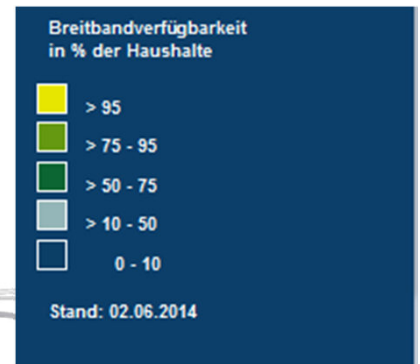 Breitbandverfügbarkeit
in % der Haushalte
> 95
> 75 - 95
> 50 - 75
> 10 - 50
0 - 10
Stand: 02.06.2014